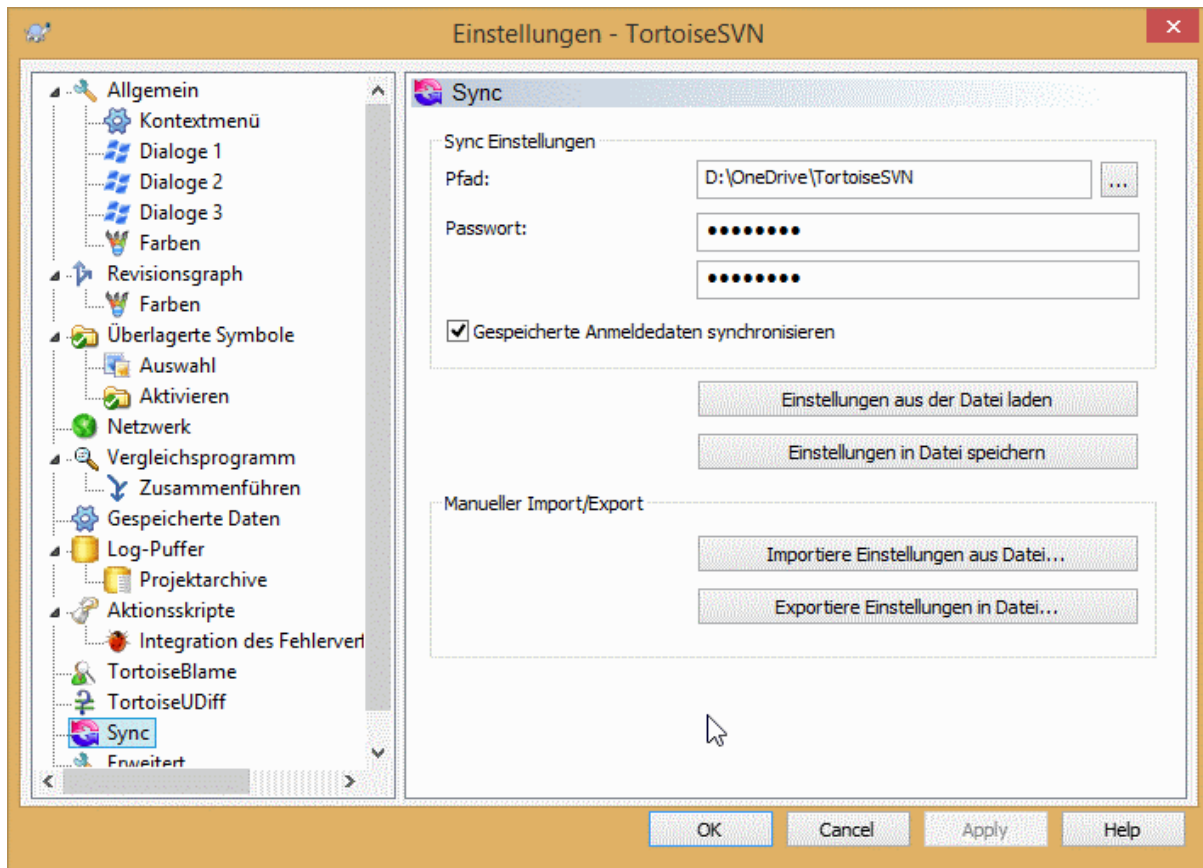 Einstellungen - TortoiseSVN
Allgemein
Kontextmenü
Dialoge 1
Dialoge 2
Dialoge 3
Farben
Revisionsgraph
Farben
Überlagerte Symbole
Auswahl
Aktivieren
Netzwerk
Vergleichsprogramm
Zusammenführen
Gespeicherte Daten
Log-Puffer
Projektarchive
Aktionsskripte
Integration des Fehlervert
TortoiseBlame
TortoiseUDiff
Sync
Erweitert
Sync
Sync Einstellungen
Pfad:
D:\OneDrive\TortoiseSVN
...
Passwort:
●●●●●●●●
●●●●●●●●
Gespeicherte Anmeldedaten synchronisieren
Einstellungen aus der Datei laden
Einstellungen in Datei speichern
Manueller Import/Export
Importiere Einstellungen aus Datei...
Exportiere Einstellungen in Datei...
OK
Cancel
Apply
Help